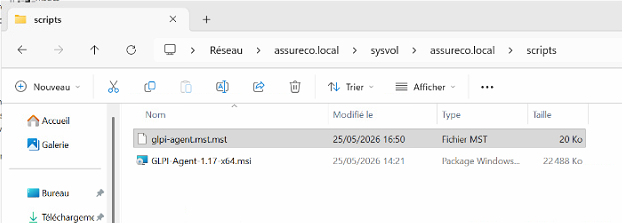 scripts
Réseau > assureco.local > sysvol > assureco.local > scripts
Nouveau Trier Afficher
Accueil
Galerie
Bureau
Téléchargeme
Nom Modifié le Type Taille
glpi-agent.mst.mst 25/05/2026 16:50 Fichier MST 20 Ko
GLPI-Agent-1.17-x64.msi 25/05/2026 14:21 Package Windows... 22 488 Ko